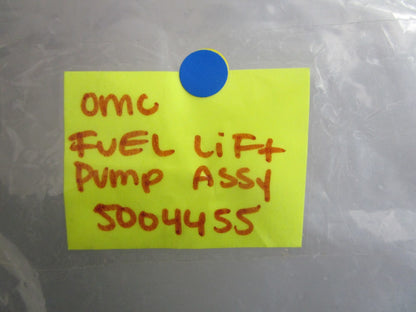 OMC
FUEL LiFt
Pump Assy
5004455